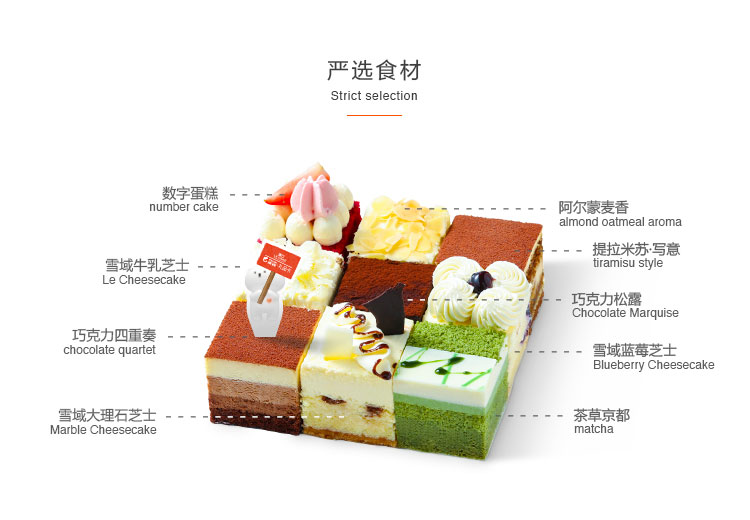 严选食材
Strict selection
数字蛋糕
number cake
阿尔蒙麦香
almond oatmeal aroma
雪域牛乳芝士
Le Cheesecake
提拉米苏·写意
tiramisu style
巧克力松露
Chocolate Marquise
巧克力四重奏
chocolate quartet
雪域蓝莓芝士
Blueberry Cheesecake
雪域大理石芝士
Marble Cheesecake
茶草京都
matcha